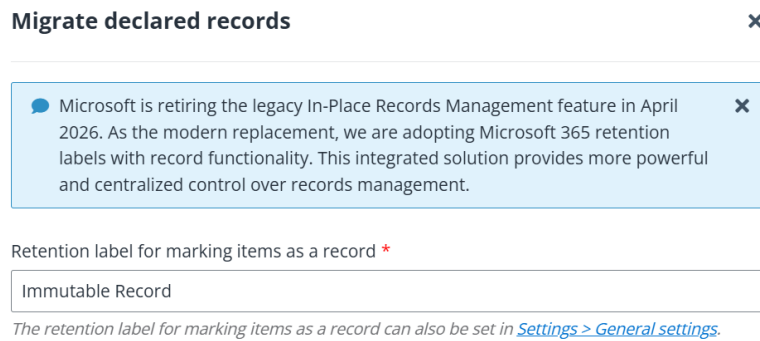 Migrate declared records
Microsoft is retiring the legacy In-Place Records Management feature in April
2026. As the modern replacement, we are adopting Microsoft 365 retention
labels with record functionality. This integrated solution provides more powerful
and centralized control over records management.
Retention label for marking items as a record *
Immutable Record
The retention label for marking items as a record can also be set in Settings > General settings.